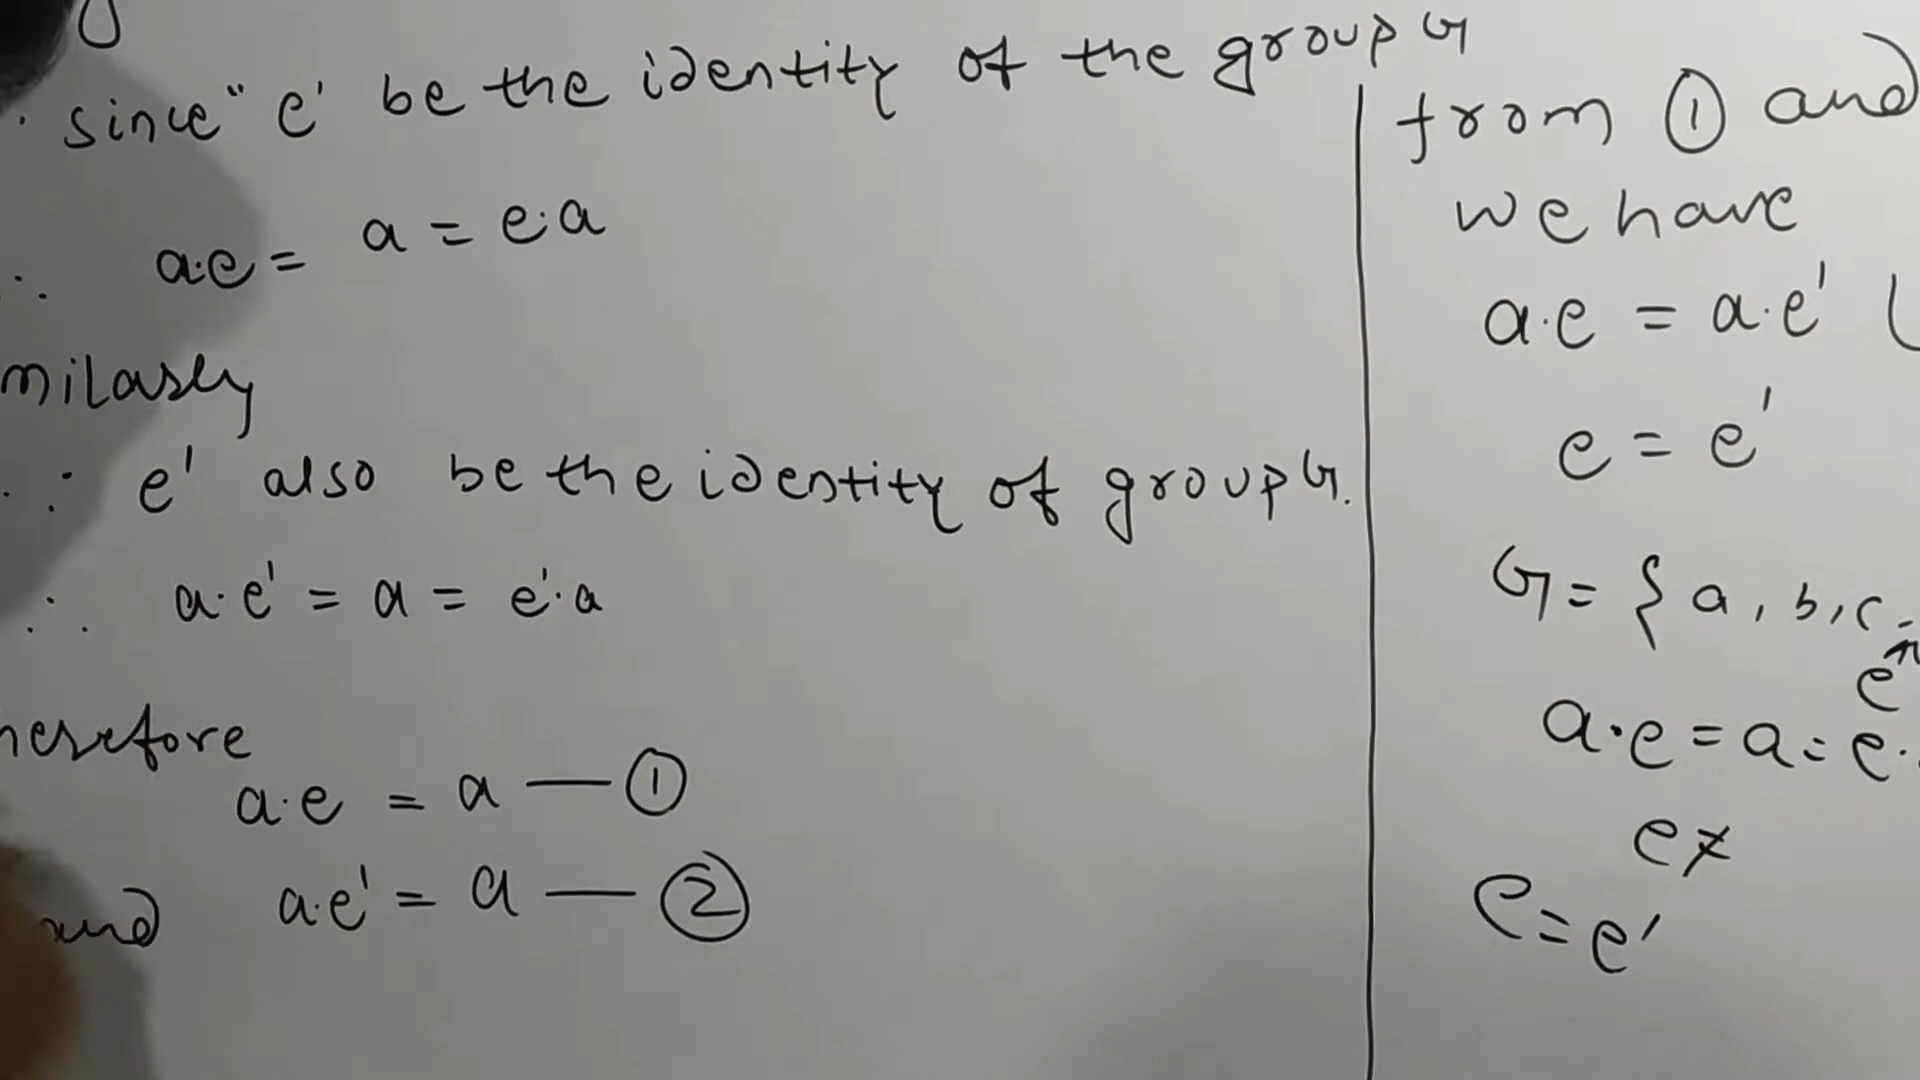 since "e' be the identity of the group G
∴ a·e = a = e·a
milarly
∵ e' also be the identity of group G.
∴ a·e' = a = e'·a
herefore
a·e = a — ①
and a·e' = a — ②
from ① and
we have
a·e = a·e' (
e = e'
G = { a, b, c,
e
a·e = a = e·
e ≠
e = e'